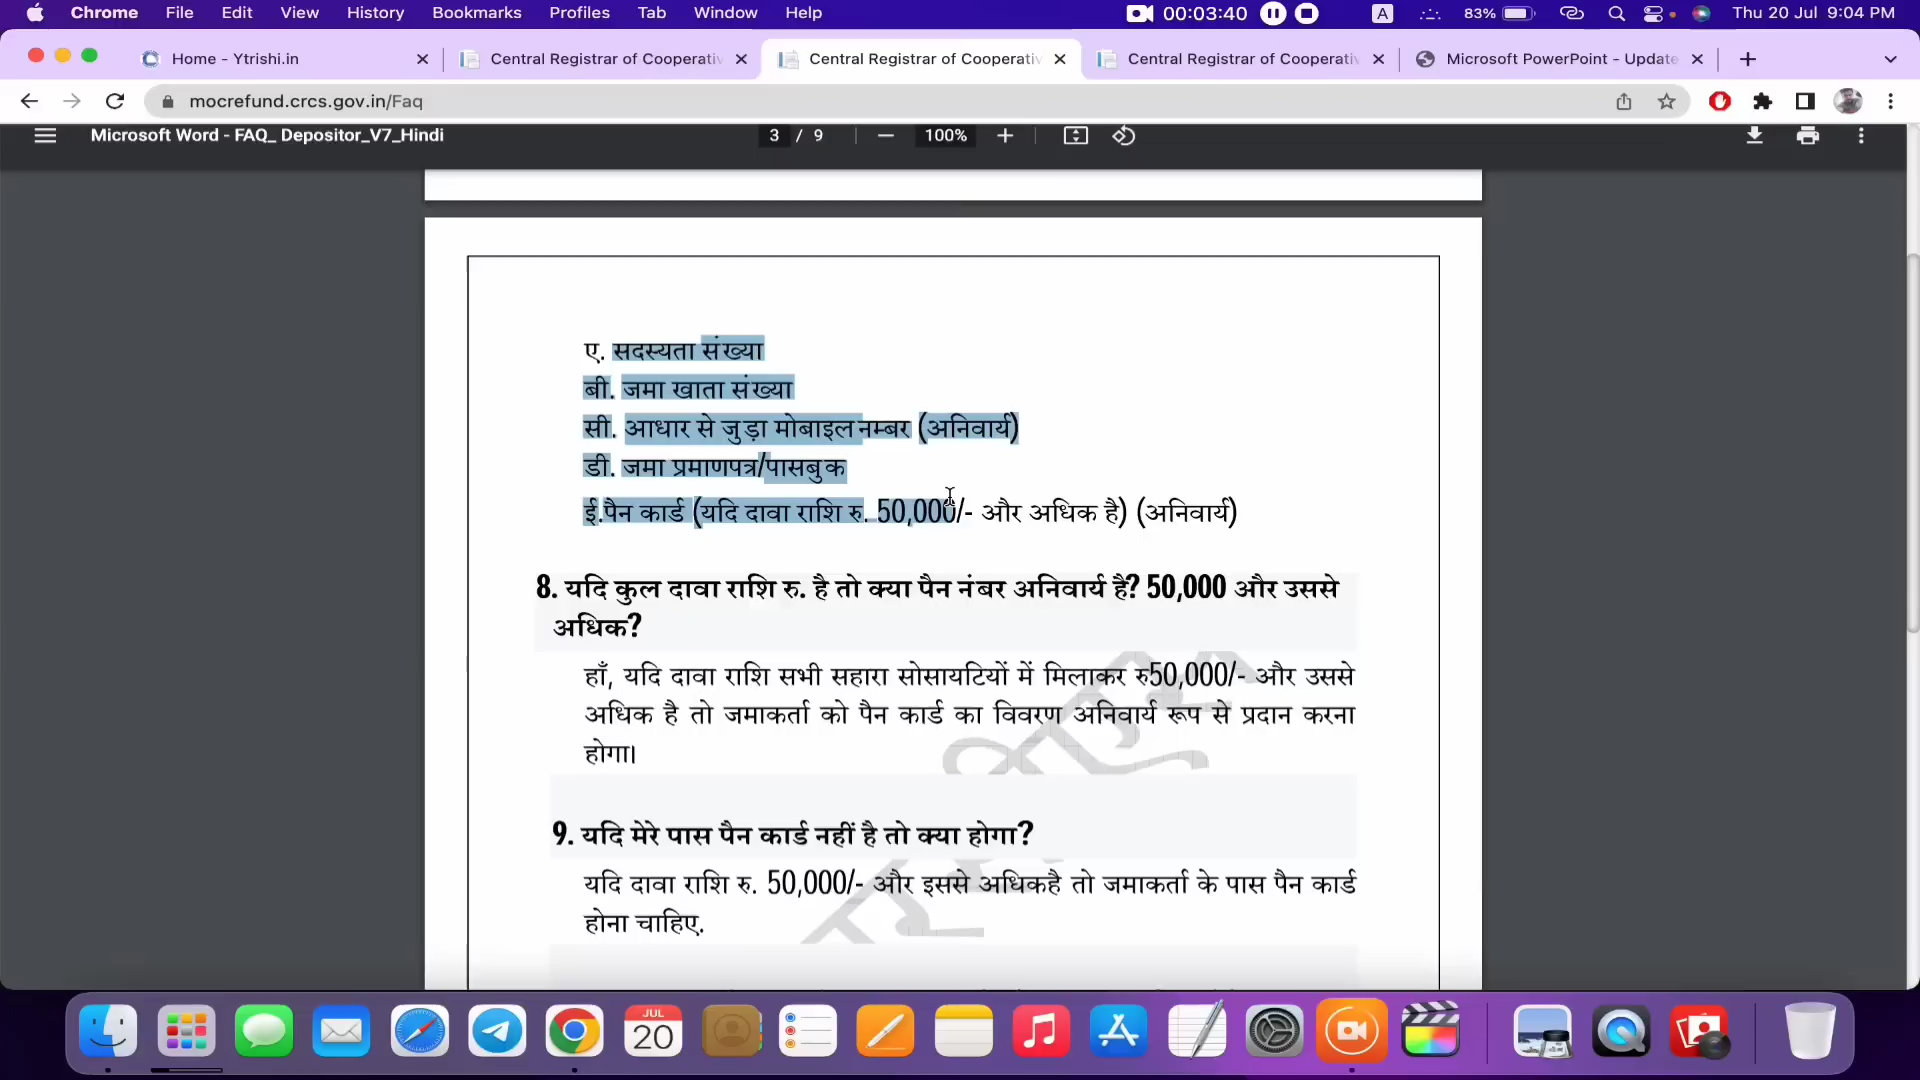 Chrome File Edit View History Bookmarks Profiles Tab Window Help 00:03:40 A 83% Thu 20 Jul 9:04 PM
Home - Ytrishi.in Central Registrar of Cooperativ Central Registrar of Cooperativ Central Registrar of Cooperativ Microsoft PowerPoint - Update
mocrefund.crcs.gov.in/Faq
Microsoft Word - FAQ_ Depositor_V7_Hindi 3 / 9 100%
ए. सदस्यता संख्या
बी. जमा खाता संख्या
सी. आधार से जुड़ा मोबाइल नम्बर (अनिवार्य)
डी. जमा प्रमाणपत्र/पासबुक
ई.पैन कार्ड (यदि दावा राशि रु. 50,000/- और अधिक है) (अनिवार्य)
8. यदि कुल दावा राशि रु. है तो क्या पैन नंबर अनिवार्य है? 50,000 और उससे
अधिक?
हाँ, यदि दावा राशि सभी सहारा सोसायटियों में मिलाकर रु50,000/- और उससे
अधिक है तो जमाकर्ता को पैन कार्ड का विवरण अनिवार्य रूप से प्रदान करना
होगा।
9. यदि मेरे पास पैन कार्ड नहीं है तो क्या होगा?
यदि दावा राशि रु. 50,000/- और इससे अधिकहै तो जमाकर्ता के पास पैन कार्ड
होना चाहिए.
JUL
20